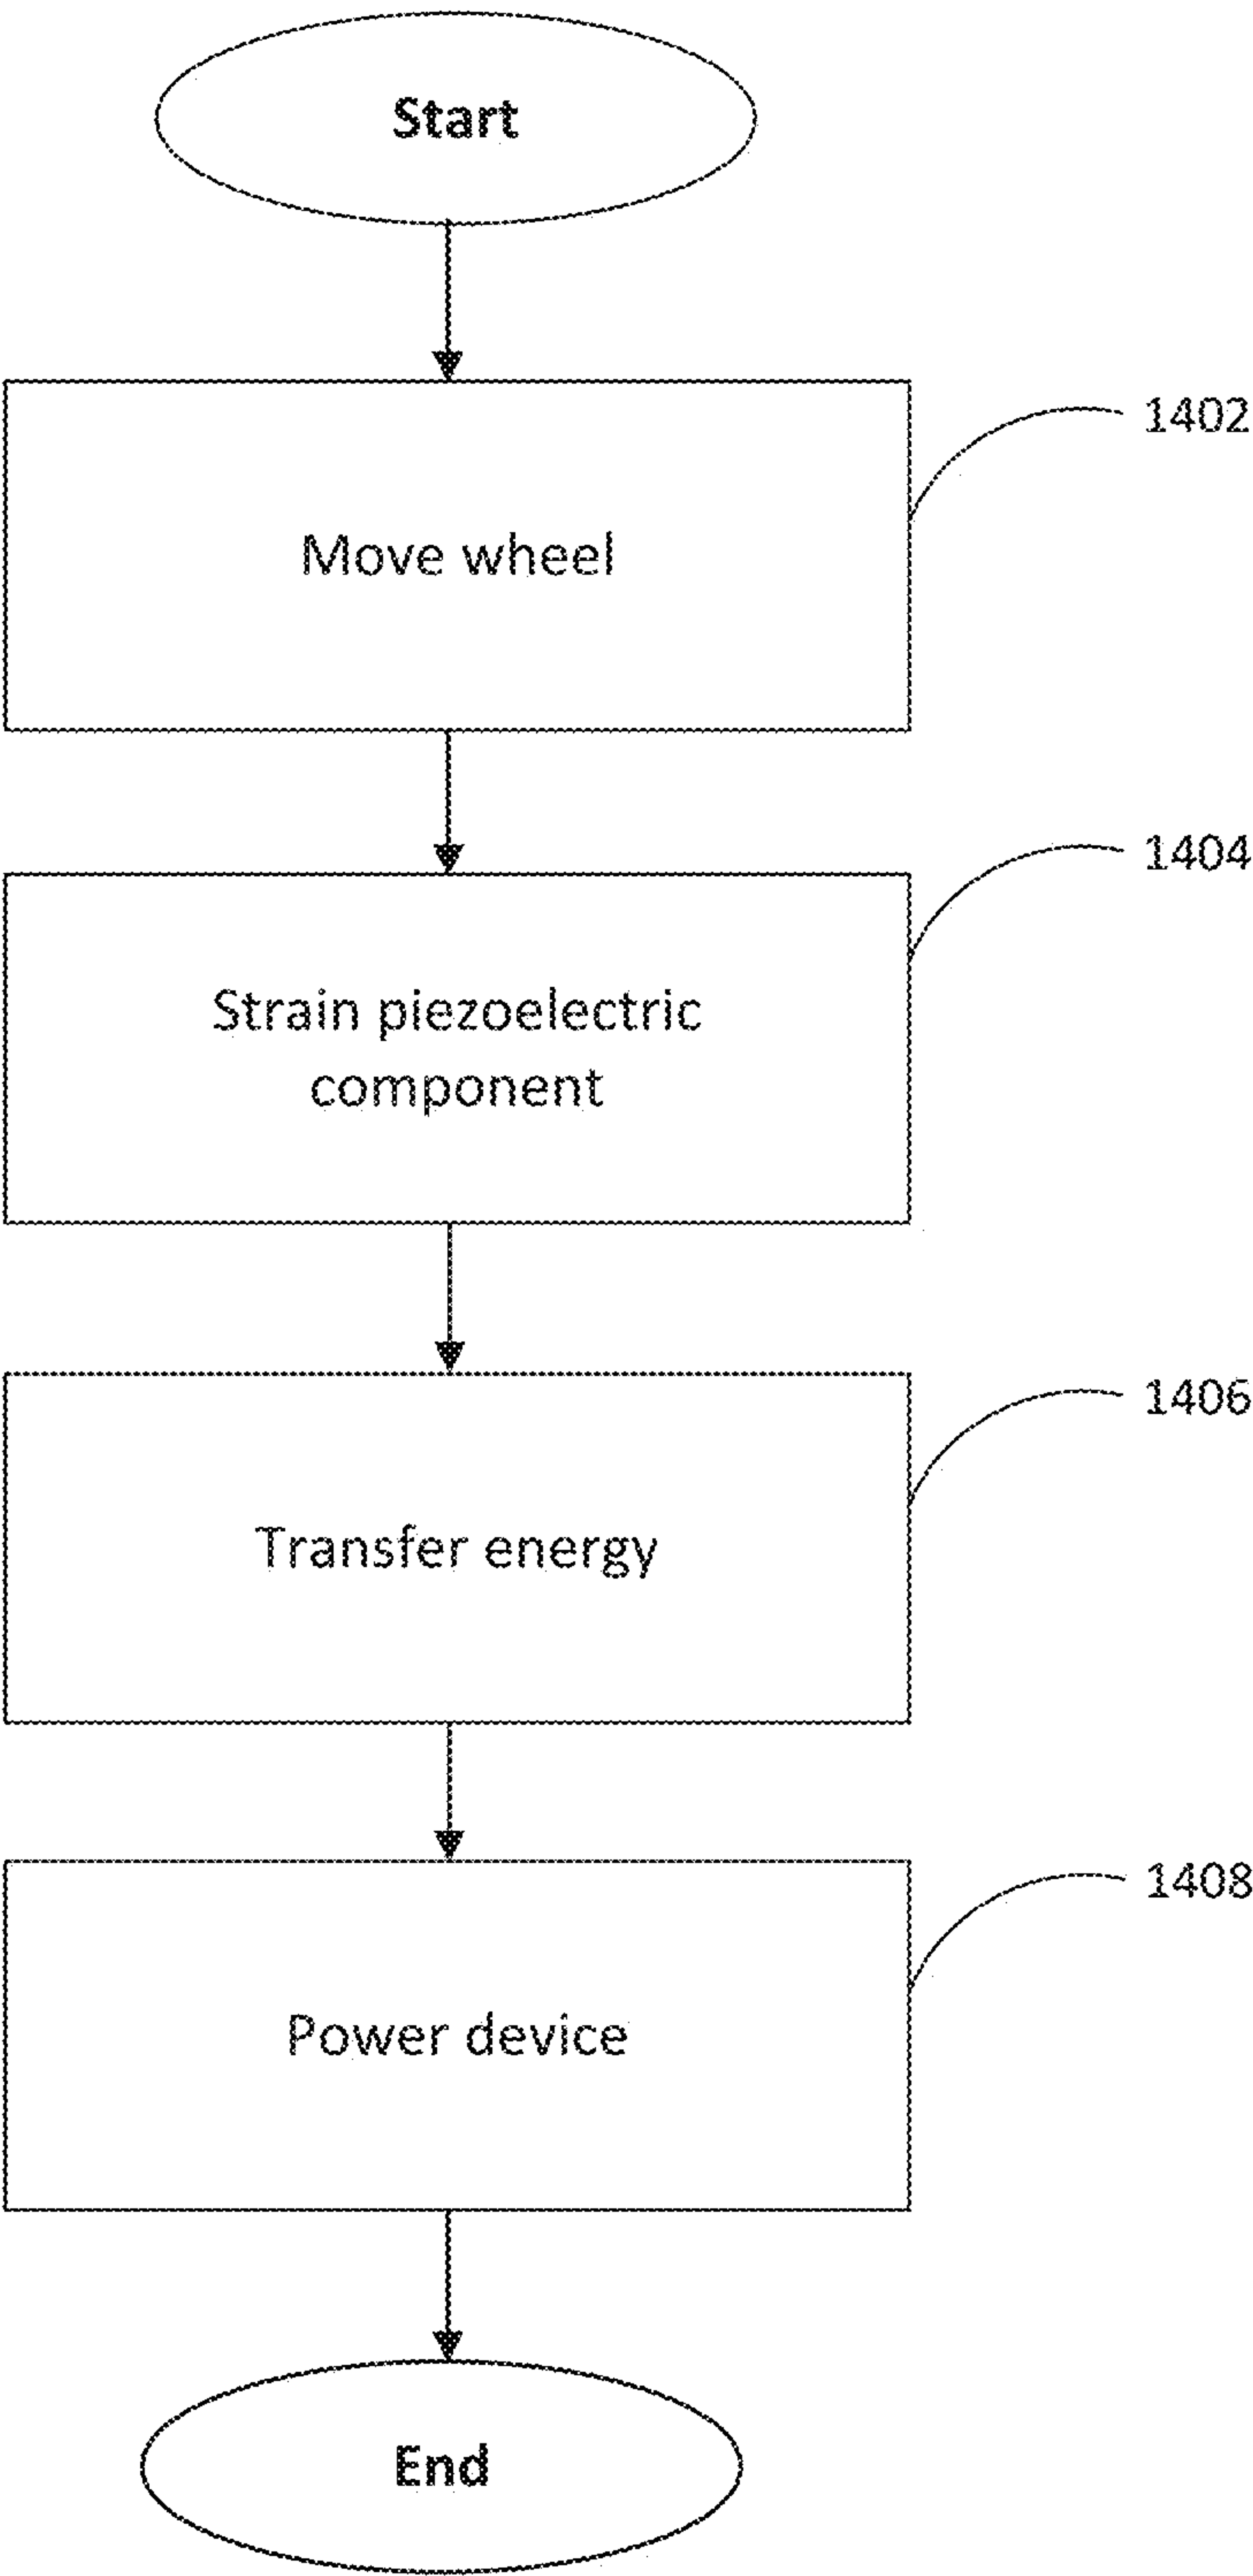 Start
1402
Move wheel
1404
Strain piezoelectric
component
1406
Transfer energy
1408
Power device
End